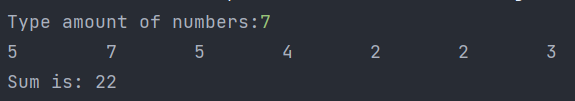 Type amount of numbers:7
5 7 5 4 2 2 3
Sum is: 22